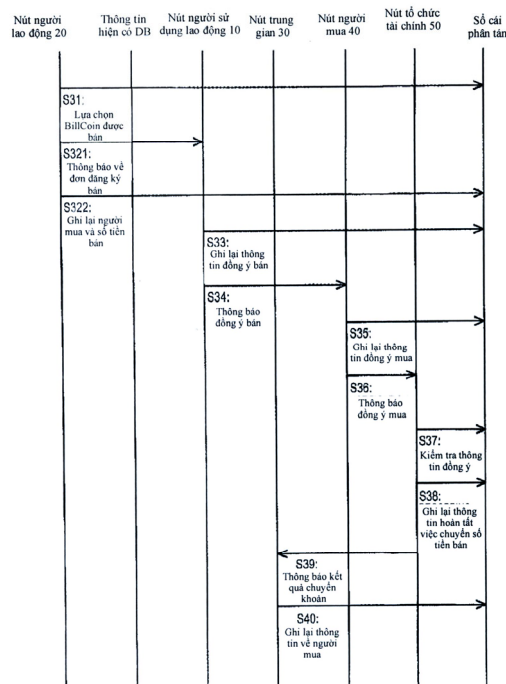 Nút người
lao động 20
Thông tin
hiện có DB
Nút người sử
dụng lao động 10
Nút trung
gian 30
Nút người
mua 40
Nút tổ chức
tài chính 50
Sổ cái
phân tán
S31:
Lựa chọn
BillCoin được
bán
S321:
Thông báo về
đơn đăng ký
bán
S322:
Ghi lại người
mua và số tiền
bán
S33:
Ghi lại thông
tin đồng ý bán
S34:
Thông báo
đồng ý bán
S35:
Ghi lại thông
tin đồng ý mua
S36:
Thông báo
đồng ý mua
S37:
Kiểm tra thông
tin đồng ý
S38:
Ghi lại thông
tin hoàn tất
việc chuyển số
tiền bán
S39:
Thông báo kết
quả chuyển
khoản
S40:
Ghi lại thông
tin về người
mua